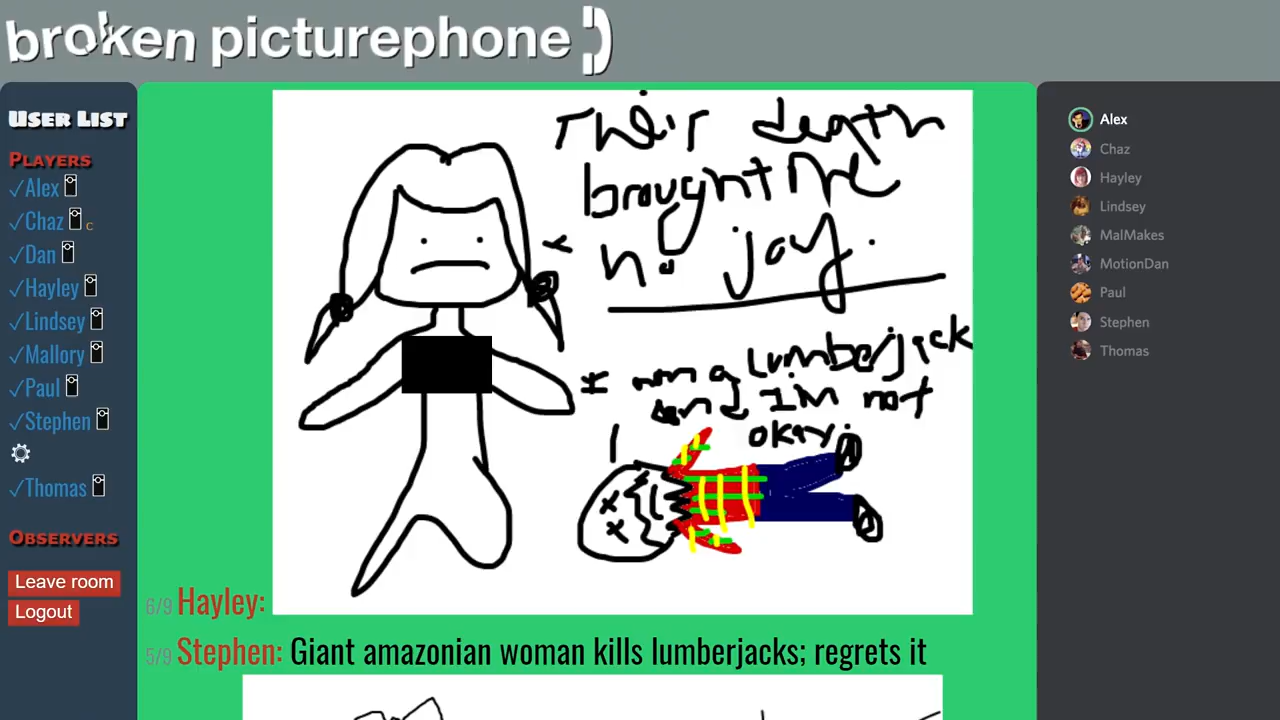 broken picturephone
USER LIST
PLAYERS
✓Alex
✓Chaz c
✓Dan
✓Hayley
✓Lindsey
✓Mallory
✓Paul
✓Stephen
✓Thomas
OBSERVERS
Leave room
Logout
Their death
brought me
no joy.
lumberjack
I'm not
okay.
6/9 Hayley:
5/9 Stephen: Giant amazonian woman kills lumberjacks; regrets it
Alex
Chaz
Hayley
Lindsey
MalMakes
MotionDan
Paul
Stephen
Thomas